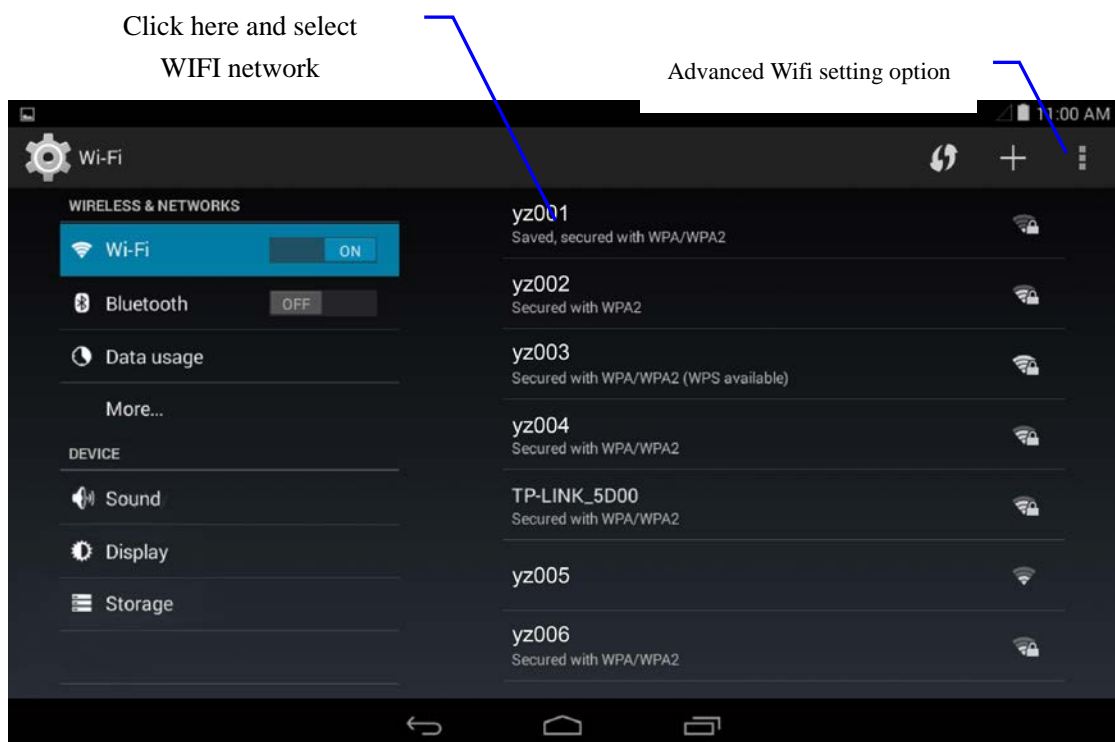 Click here and select
WIFI network
Advanced Wifi setting option
11:00 AM
Wi-Fi
WIRELESS & NETWORKS
Wi-Fi
ON
Bluetooth
OFF
Data usage
More...
DEVICE
Sound
Display
Storage
yz001
Saved, secured with WPA/WPA2
yz002
Secured with WPA2
yz003
Secured with WPA/WPA2 (WPS available)
yz004
Secured with WPA/WPA2
TP-LINK_5D00
Secured with WPA/WPA2
yz005
yz006
Secured with WPA/WPA2